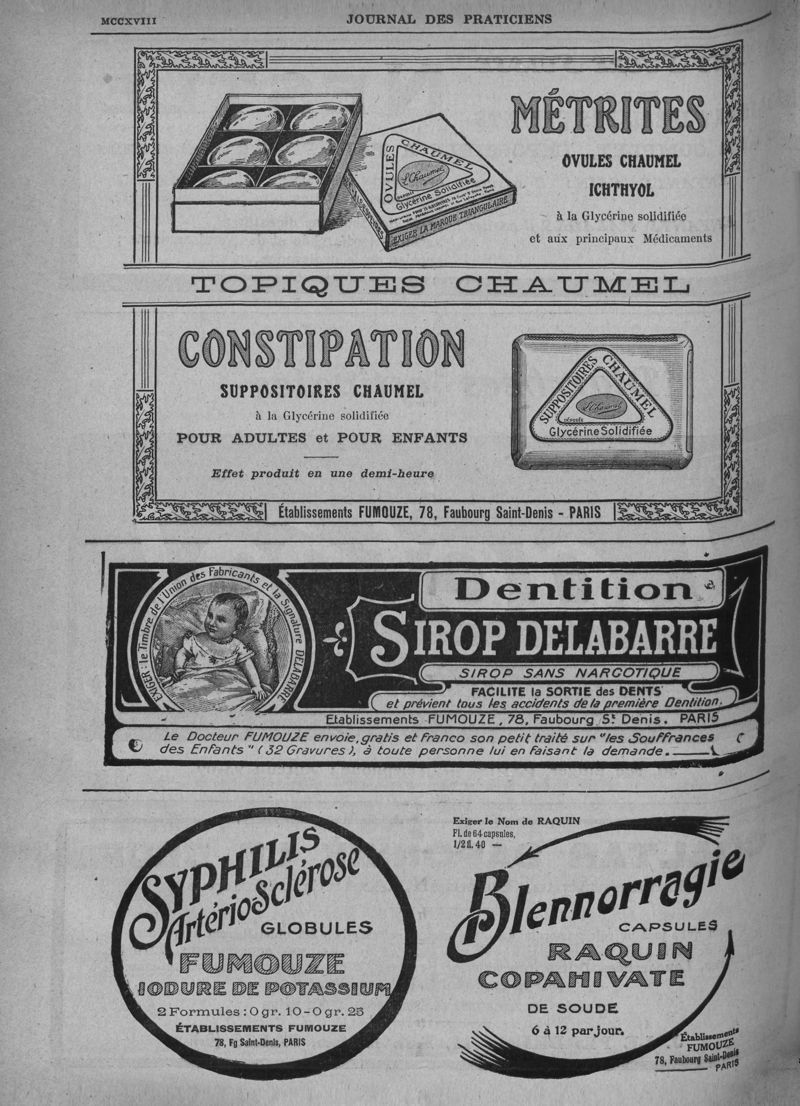 MCCXVIII
JOURNAL DES PRATICIENS
MÉTRITES
OVULES CHAUMEL
ICHTHYOL
à la Glycérine solidifiée
et aux principaux Médicaments
OVULES CHAUMEL
Glycérine Solidifiée
EXIGER LA MARQUE TRIANGULAIRE
TOPIQUES CHAUMEL
CONSTIPATION
SUPPOSITOIRES CHAUMEL
à la Glycérine solidifiée
POUR ADULTES et POUR ENFANTS
Effet produit en une demi-heure
SUPPOSITOIRES CHAUMEL
Glycérine Solidifiée
Établissements FUMOUZE, 78, Faubourg Saint-Denis - PARIS
EXIGER : le Timbre de l'Union des Fabricants et la Signature DELABARRE
Dentition
SIROP DELABARRE
SIROP SANS NARCOTIQUE
FACILITE la SORTIE des DENTS
et prévient tous les accidents de la première Dentition.
Etablissements FUMOUZE, 78, Faubourg St Denis. PARIS
Le Docteur FUMOUZE envoie, gratis et franco son petit traité sur "les Souffrances
des Enfants" (32 Gravures), à toute personne lui en faisant la demande.
SYPHILIS
ArtérioSclérose
GLOBULES
FUMOUZE
IODURE DE POTASSIUM
2 Formules : 0 gr. 10-0 gr. 25
ÉTABLISSEMENTS FUMOUZE
78, Fg Saint-Denis, PARIS
Exiger le Nom de RAQUIN
Fl. de 64 capsules,
1/2 fl. 40 —
Blennorragie
CAPSULES
RAQUIN
COPAHIVATE
DE SOUDE
6 à 12 par jour.
Établissements
FUMOUZE
78, Faubourg Saint-Denis
PARIS